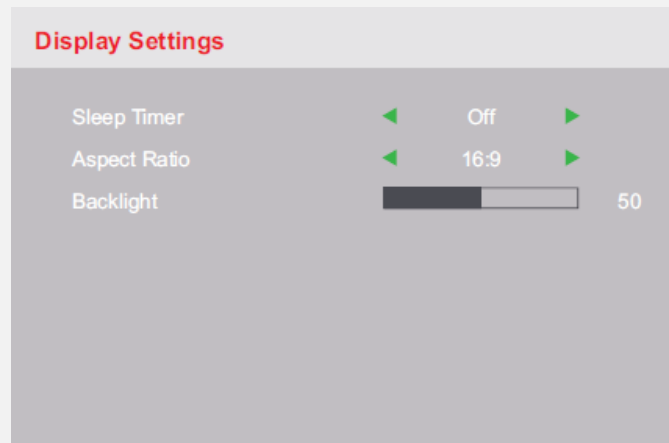 Display Settings
Sleep Timer Off
Aspect Ratio 16:9
Backlight 50